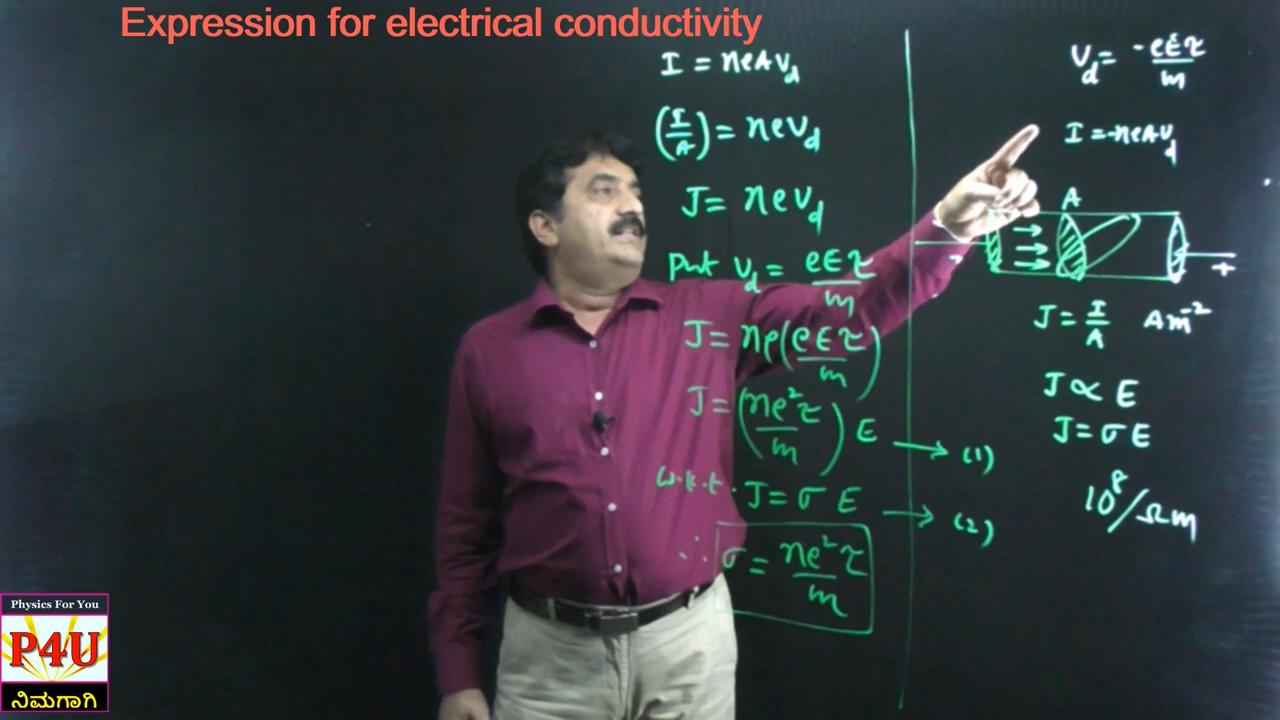 Expression for electrical conductivity
I = neAv_d
(I/A) = nev_d
J = nev_d
Put v_d = eEτ/m
J = ne(eEτ/m)
J = (ne²τ/m) E → (1)
w.k.t. J = σ E → (2)
∴ σ = ne²τ/m
v_d = -eEτ/m
I = -neAv_d
A
- +
J = I/A Am⁻²
J ∝ E
J = σ E
10⁸/Ωm
Physics For You
P4U
ನಿಮಗಾಗಿ